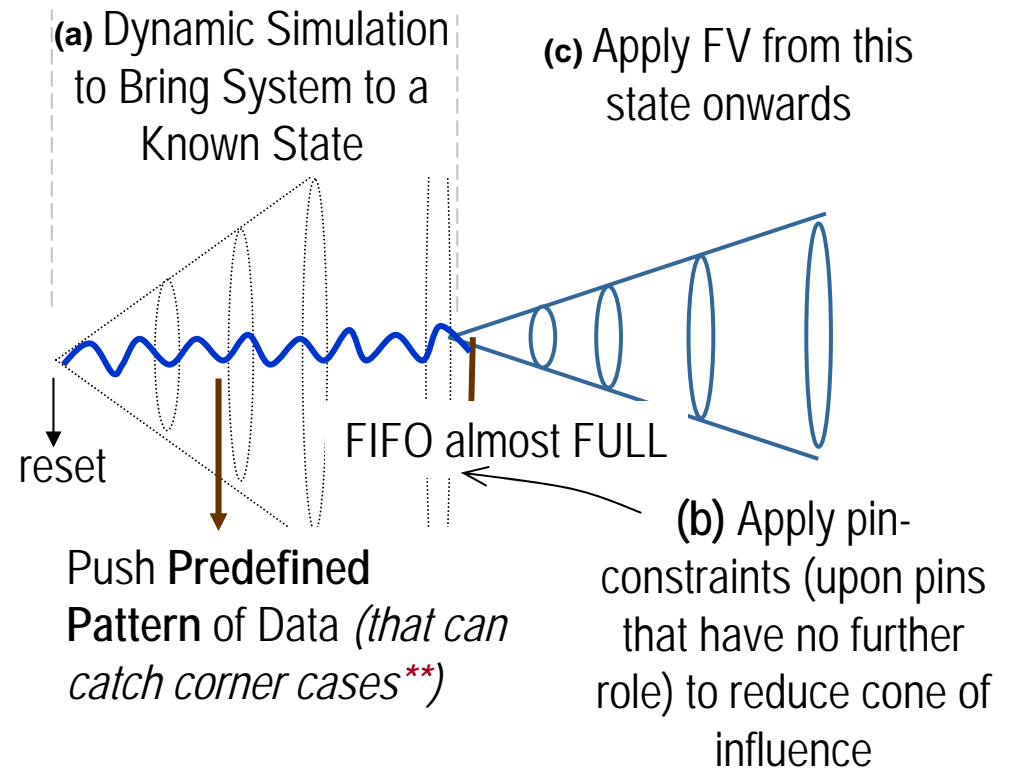 (a) Dynamic Simulation
to Bring System to a
Known State
(c) Apply FV from this
state onwards
reset
FIFO almost FULL
Push Predefined
Pattern of Data (that can
catch corner cases**)
(b) Apply pin-
constraints (upon pins
that have no further
role) to reduce cone of
influence